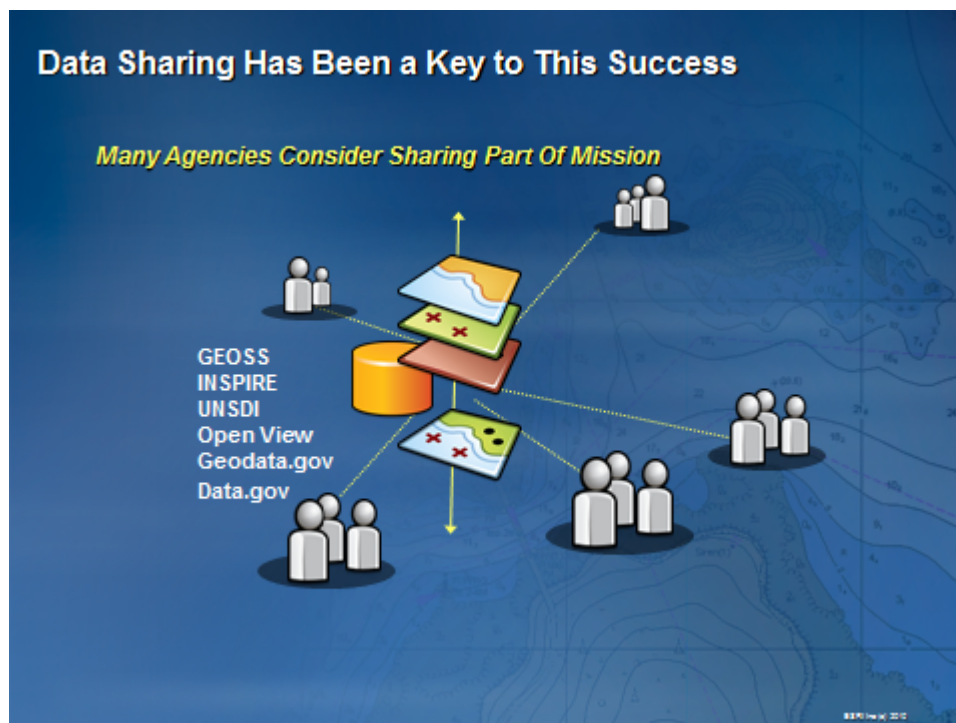 Data Sharing Has Been a Key to This Success
Many Agencies Consider Sharing Part Of Mission
GEOSS
INSPIRE
UNSDI
Open View
Geodata.gov
Data.gov